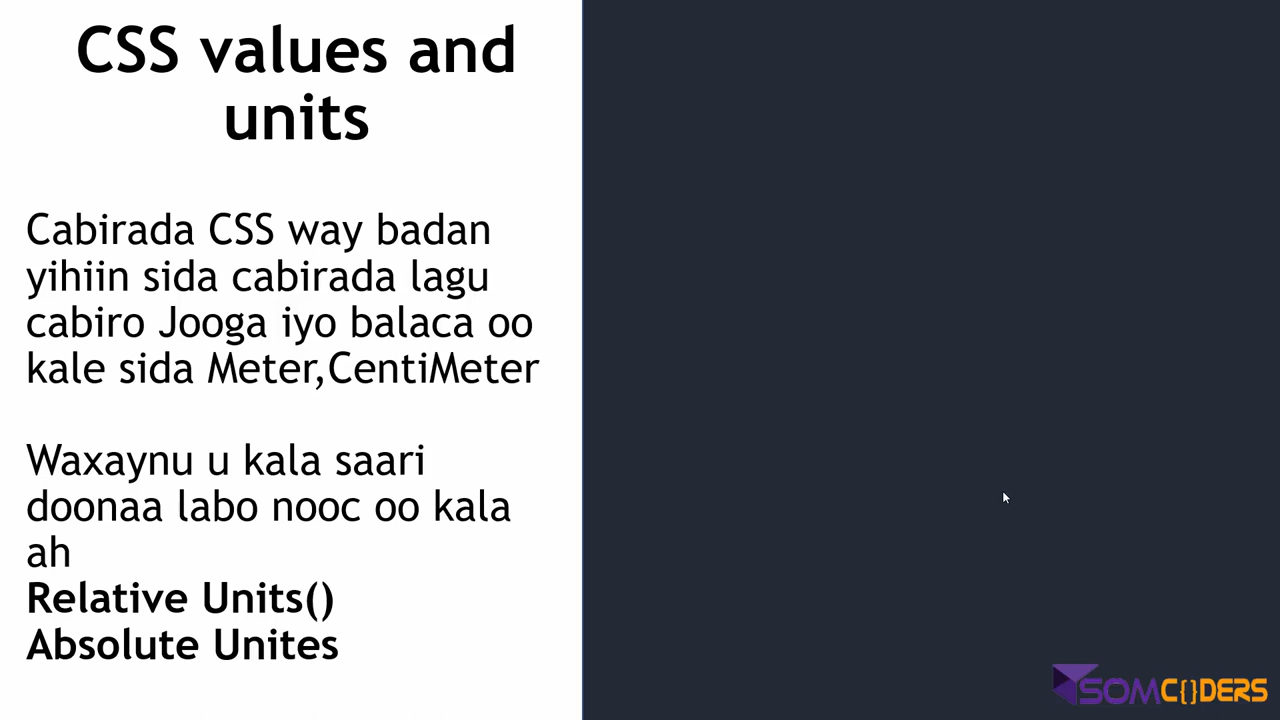 CSS values and
units
Cabirada CSS way badan
yihiin sida cabirada lagu
cabiro Jooga iyo balaca oo
kale sida Meter,CentiMeter
Waxaynu u kala saari
doonaa labo nooc oo kala
ah
Relative Units()
Absolute Unites
SOMC{}DERS